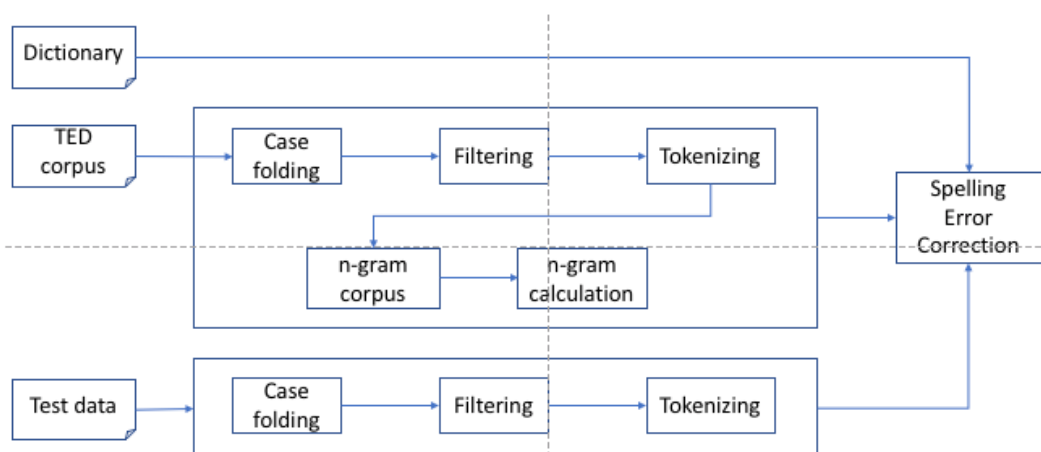 Dictionary
TED
corpus
Case
folding
Filtering
Tokenizing
Spelling
Error
Correction
n-gram
corpus
n-gram
calculation
Test data
Case
folding
Filtering
Tokenizing